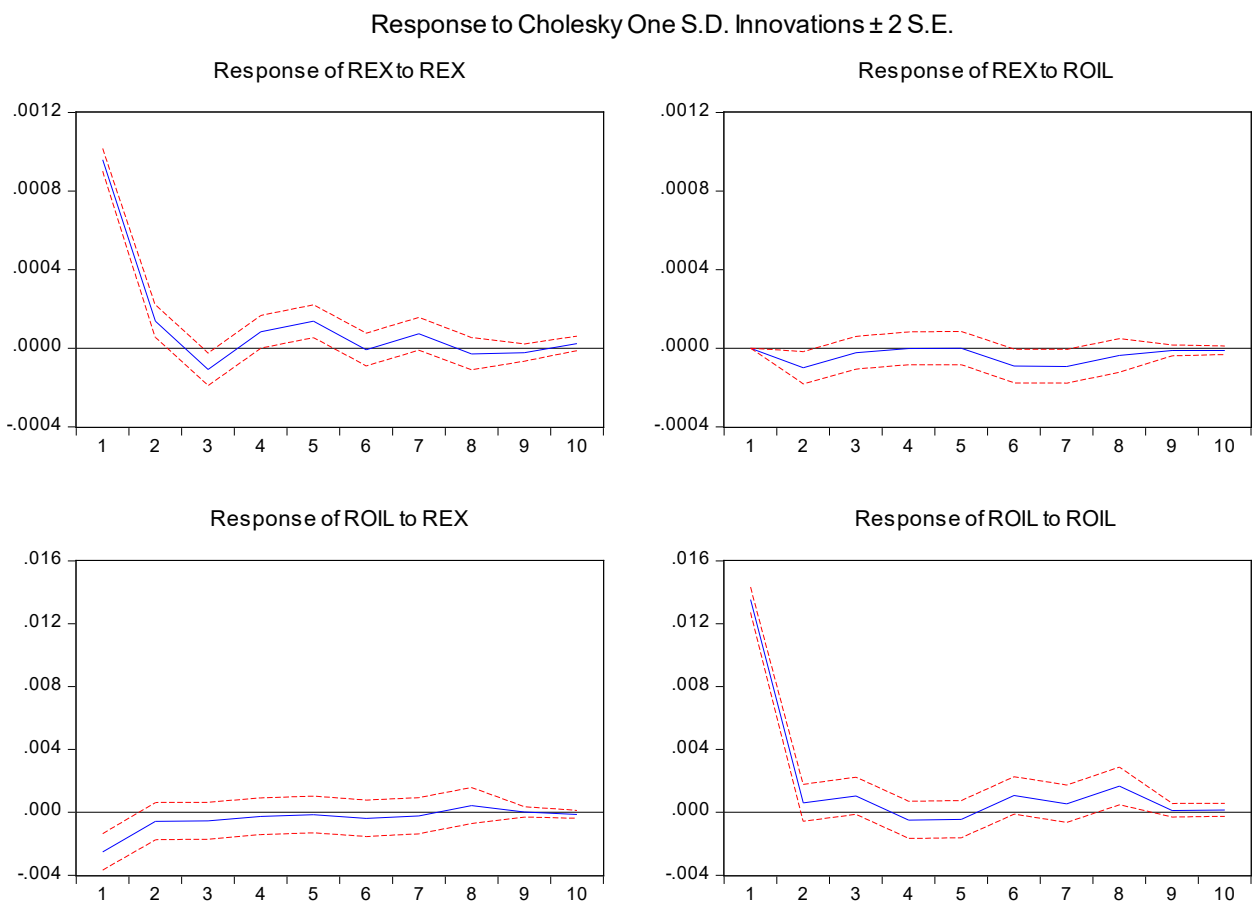 Response to Cholesky One S.D. Innovations ± 2 S.E.
Response of REX to REX
.0012
.0008
.0004
.0000
-.0004
1 2 3 4 5 6 7 8 9 10
Response of REX to ROIL
.0012
.0008
.0004
.0000
-.0004
1 2 3 4 5 6 7 8 9 10
Response of ROIL to REX
.016
.012
.008
.004
.000
-.004
1 2 3 4 5 6 7 8 9 10
Response of ROIL to ROIL
.016
.012
.008
.004
.000
-.004
1 2 3 4 5 6 7 8 9 10